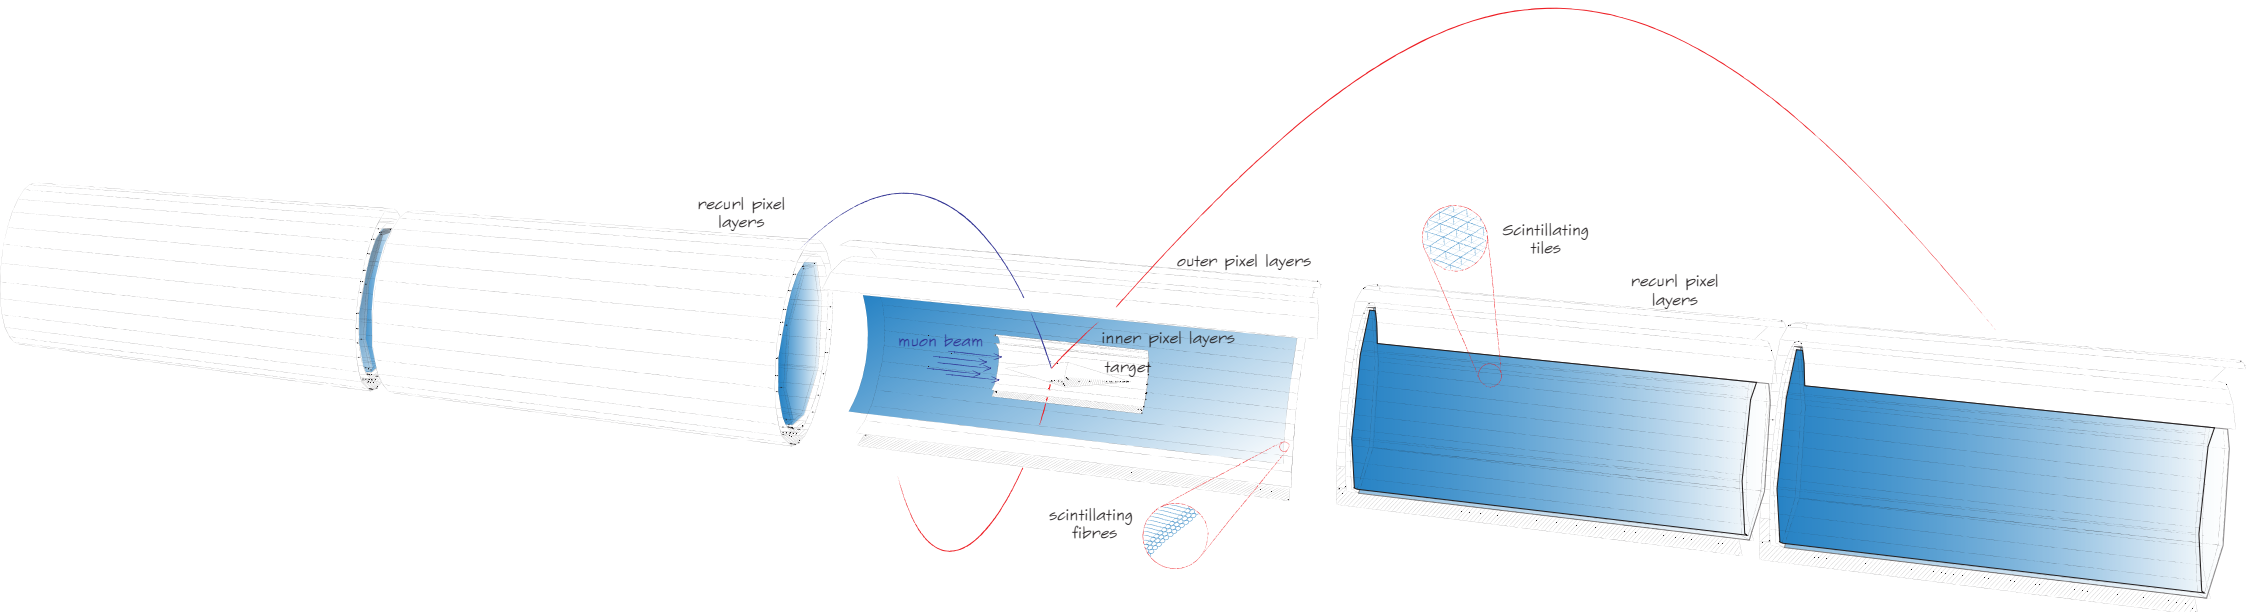 recurl pixel
layers
outer pixel layers
Scintillating
tiles
recurl pixel
layers
muon beam
inner pixel layers
target
scintillating
fibres